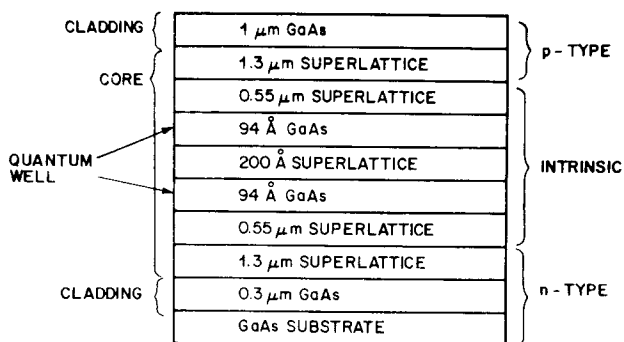 CLADDING
CORE
QUANTUM
WELL
CLADDING
1 μm GaAs
1.3 μm SUPERLATTICE
0.55 μm SUPERLATTICE
94 Å GaAs
200 Å SUPERLATTICE
94 Å GaAs
0.55 μm SUPERLATTICE
1.3 μm SUPERLATTICE
0.3 μm GaAs
GaAs SUBSTRATE
p-TYPE
INTRINSIC
n-TYPE